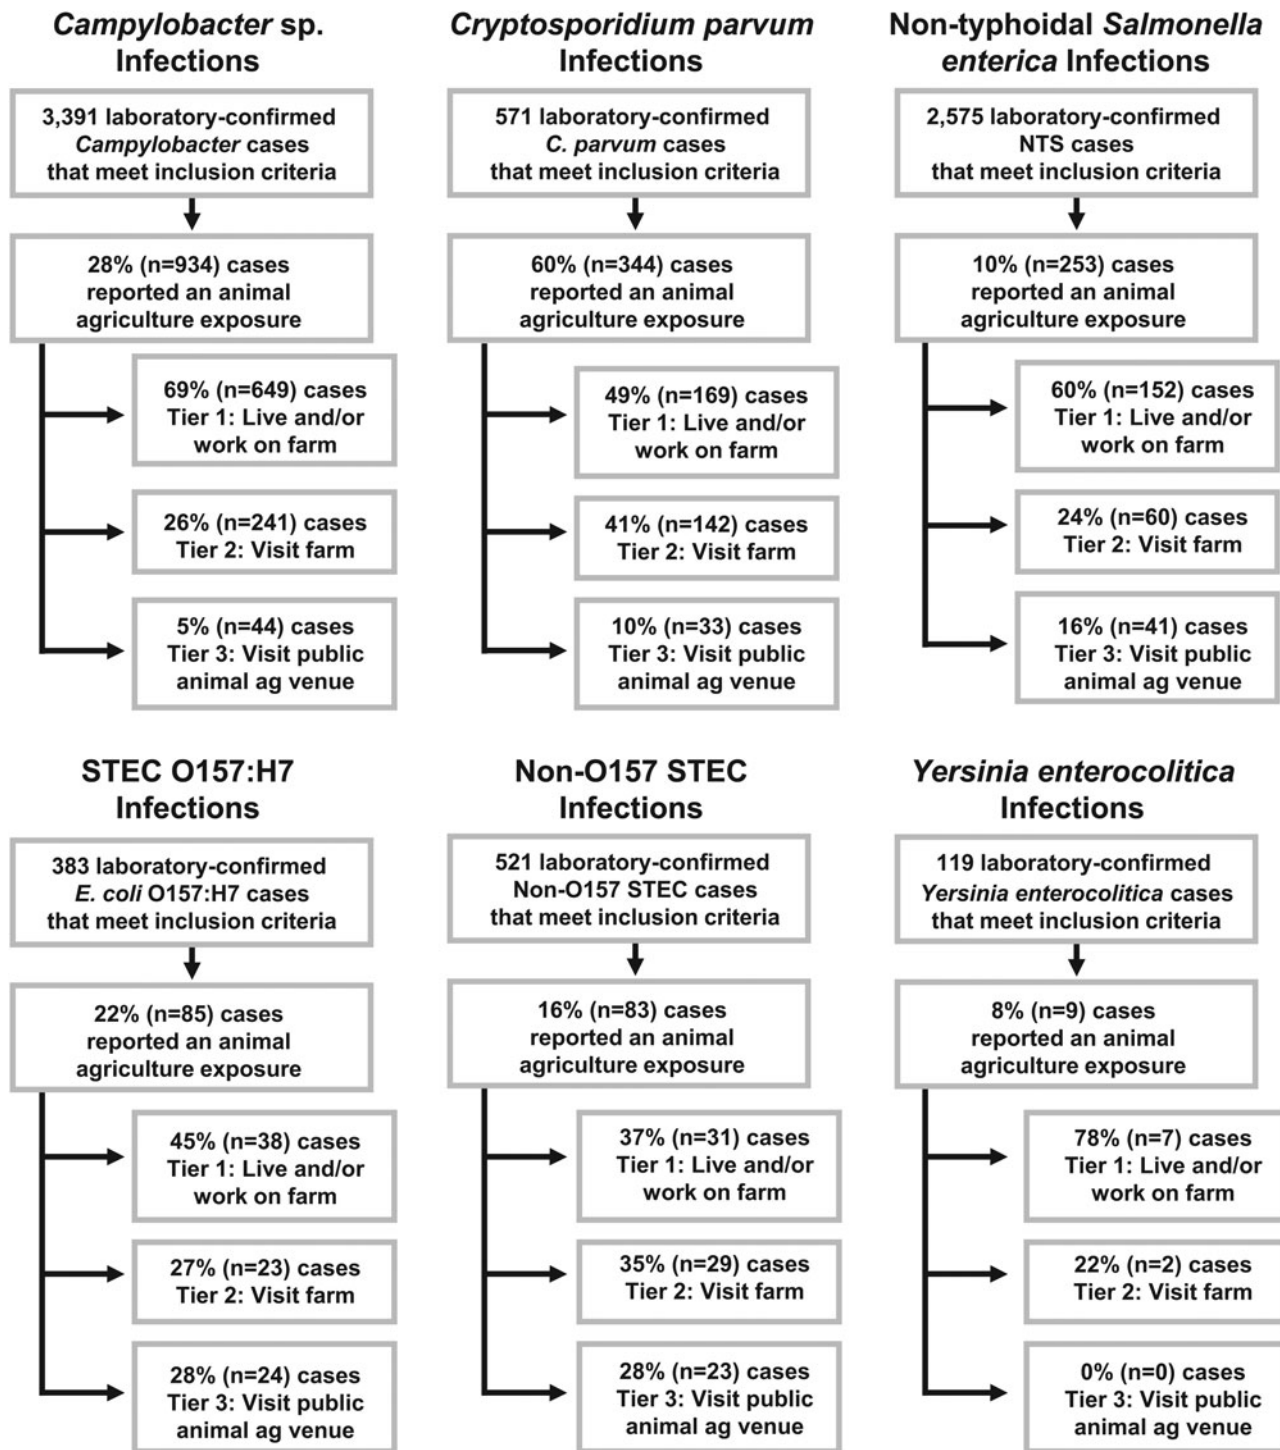 Campylobacter sp.
Infections
3,391 laboratory-confirmed
Campylobacter cases
that meet inclusion criteria
28% (n=934) cases
reported an animal
agriculture exposure
69% (n=649) cases
Tier 1: Live and/or
work on farm
26% (n=241) cases
Tier 2: Visit farm
5% (n=44) cases
Tier 3: Visit public
animal ag venue
Cryptosporidium parvum
Infections
571 laboratory-confirmed
C. parvum cases
that meet inclusion criteria
60% (n=344) cases
reported an animal
agriculture exposure
49% (n=169) cases
Tier 1: Live and/or
work on farm
41% (n=142) cases
Tier 2: Visit farm
10% (n=33) cases
Tier 3: Visit public
animal ag venue
Non-typhoidal Salmonella
enterica Infections
2,575 laboratory-confirmed
NTS cases
that meet inclusion criteria
10% (n=253) cases
reported an animal
agriculture exposure
60% (n=152) cases
Tier 1: Live and/or
work on farm
24% (n=60) cases
Tier 2: Visit farm
16% (n=41) cases
Tier 3: Visit public
animal ag venue
STEC O157:H7
Infections
383 laboratory-confirmed
E. coli O157:H7 cases
that meet inclusion criteria
22% (n=85) cases
reported an animal
agriculture exposure
45% (n=38) cases
Tier 1: Live and/or
work on farm
27% (n=23) cases
Tier 2: Visit farm
28% (n=24) cases
Tier 3: Visit public
animal ag venue
Non-O157 STEC
Infections
521 laboratory-confirmed
Non-O157 STEC cases
that meet inclusion criteria
16% (n=83) cases
reported an animal
agriculture exposure
37% (n=31) cases
Tier 1: Live and/or
work on farm
35% (n=29) cases
Tier 2: Visit farm
28% (n=23) cases
Tier 3: Visit public
animal ag venue
Yersinia enterocolitica
Infections
119 laboratory-confirmed
Yersinia enterocolitica cases
that meet inclusion criteria
8% (n=9) cases
reported an animal
agriculture exposure
78% (n=7) cases
Tier 1: Live and/or
work on farm
22% (n=2) cases
Tier 2: Visit farm
0% (n=0) cases
Tier 3: Visit public
animal ag venue